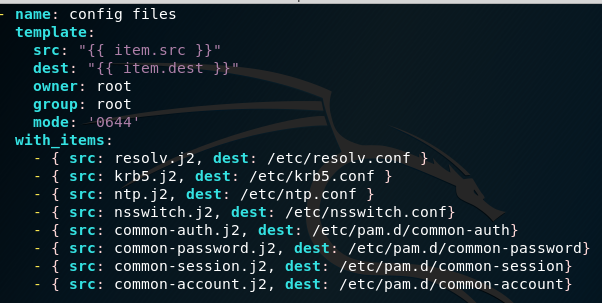 - name: config files
  template:
    src: "{{ item.src }}"
    dest: "{{ item.dest }}"
    owner: root
    group: root
    mode: '0644'
  with_items:
    - { src: resolv.j2, dest: /etc/resolv.conf }
    - { src: krb5.j2, dest: /etc/krb5.conf }
    - { src: ntp.j2, dest: /etc/ntp.conf }
    - { src: nsswitch.j2, dest: /etc/nsswitch.conf}
    - { src: common-auth.j2, dest: /etc/pam.d/common-auth}
    - { src: common-password.j2, dest: /etc/pam.d/common-password}
    - { src: common-session.j2, dest: /etc/pam.d/common-session}
    - { src: common-account.j2, dest: /etc/pam.d/common-account}